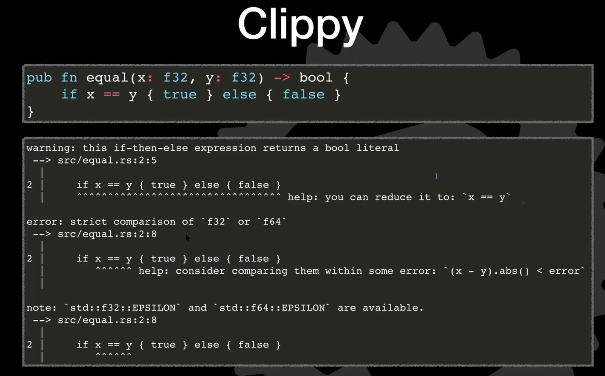 Clippy
pub fn equal(x: f32, y: f32) -> bool {
    if x == y { true } else { false }
}
warning: this if-then-else expression returns a bool literal
 --> src/equal.rs:2:5
  |
2 |     if x == y { true } else { false }
  |     ^^^^^^^^^^^^^^^^^^^^^^^^^^^^^^^^^ help: you can reduce it to: `x == y`
error: strict comparison of `f32` or `f64`
 --> src/equal.rs:2:8
  |
2 |     if x == y { true } else { false }
  |        ^^^^^^ help: consider comparing them within some error: `(x - y).abs() < error`
  |
note: `std::f32::EPSILON` and `std::f64::EPSILON` are available.
 --> src/equal.rs:2:8
  |
2 |     if x == y { true } else { false }
  |        ^^^^^^